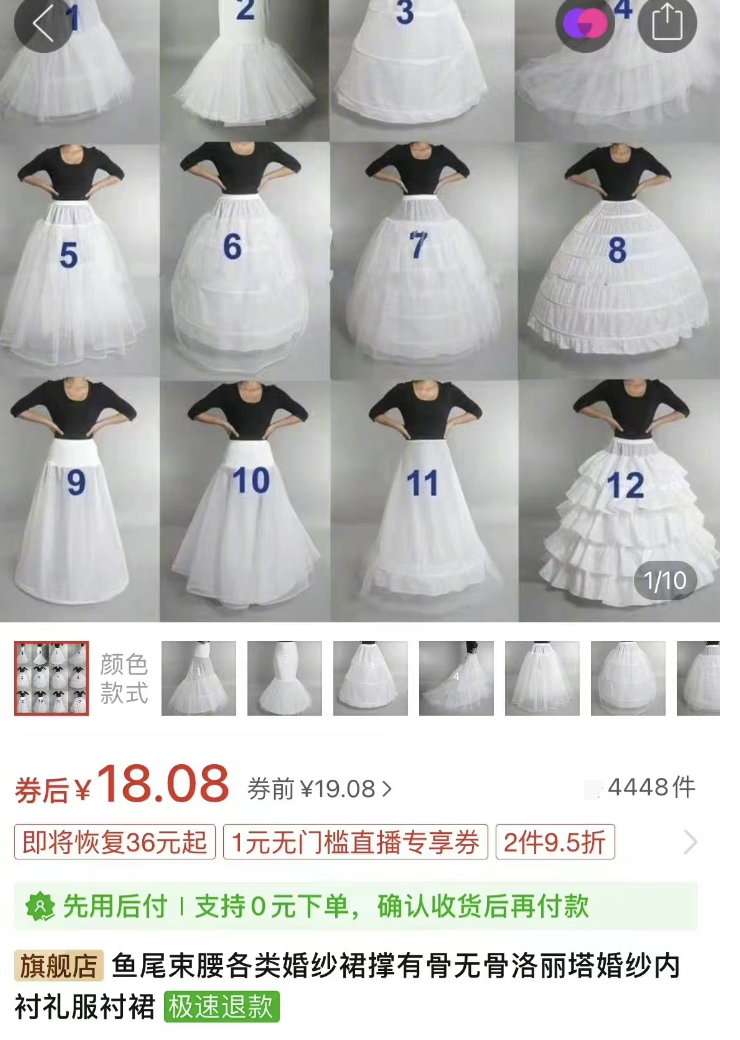 1 2 3 4
5 6 7 8
9 10 11 12
1/10
颜色
款式
1 2 3 4
券后¥18.08 券前¥19.08 4448件
即将恢复36元起 1元无门槛直播专享券 2件9.5折
先用后付 | 支持0元下单，确认收货后再付款
旗舰店 鱼尾束腰各类婚纱裙撑有骨无骨洛丽塔婚纱内
衬礼服衬裙 极速退款